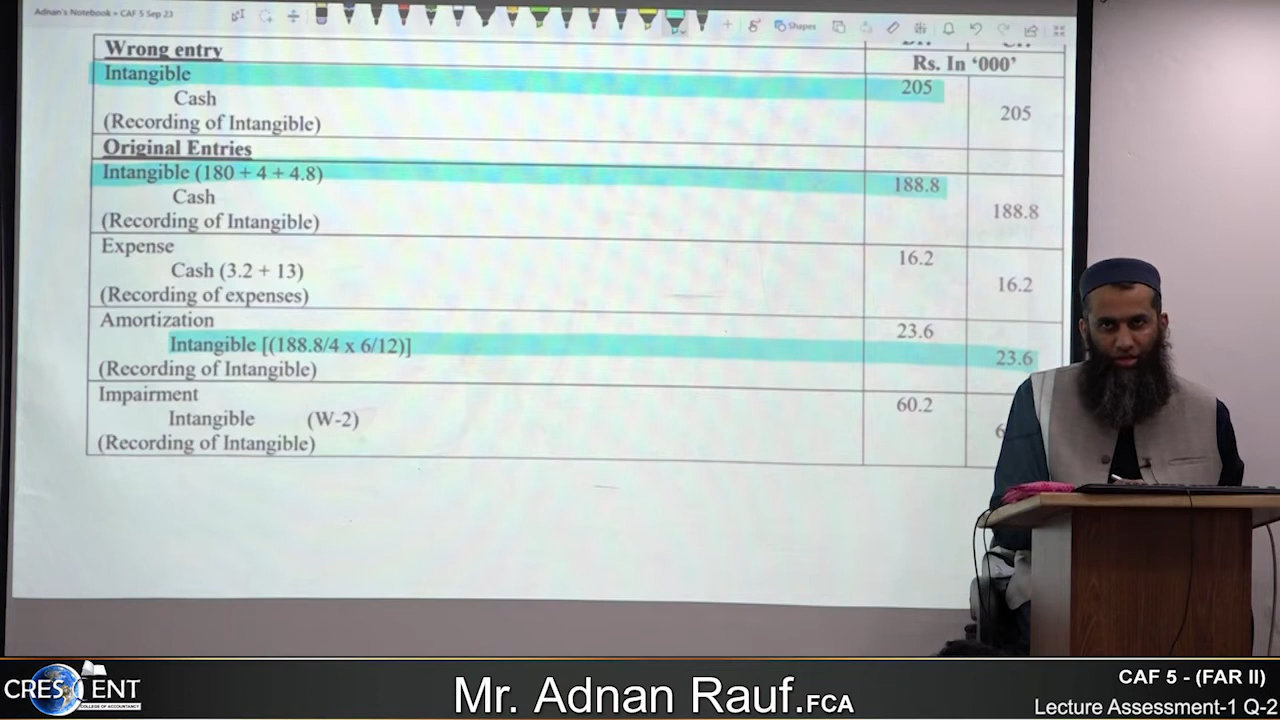 Adnan's Notebook » CAF 5 Sep 23
Shapes
Wrong entry
Rs. In ‘000’
Intangible 205
Cash 205
(Recording of Intangible)
Original Entries
Intangible (180 + 4 + 4.8) 188.8
Cash 188.8
(Recording of Intangible)
Expense 16.2
Cash (3.2 + 13) 16.2
(Recording of expenses)
Amortization 23.6
Intangible [(188.8/4 x 6/12)] 23.6
(Recording of Intangible)
Impairment 60.2
Intangible (W-2)
(Recording of Intangible)
CRESCENT
COLLEGE OF ACCOUNTANCY
Mr. Adnan Rauf.FCA
CAF 5 - (FAR II)
Lecture Assessment-1 Q-2